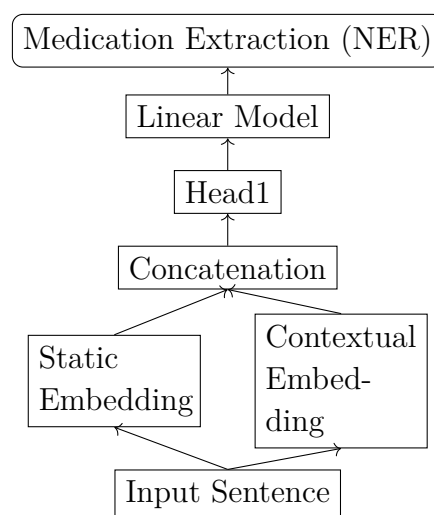 Medication Extraction (NER)
Linear Model
Head1
Concatenation
Static
Embedding
Contextual
Embed-
ding
Input Sentence